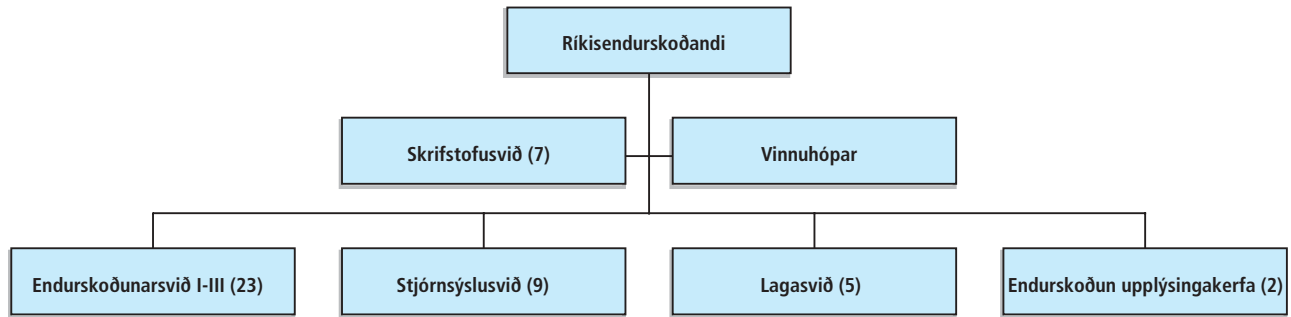 Ríkisendurskoðandi
Skrifstofusvið (7)
Vinnuhópar
Endurskoðunarsvið I-III (23)
Stjórnsýslusvið (9)
Lagasvið (5)
Endurskoðun upplýsingakerfa (2)